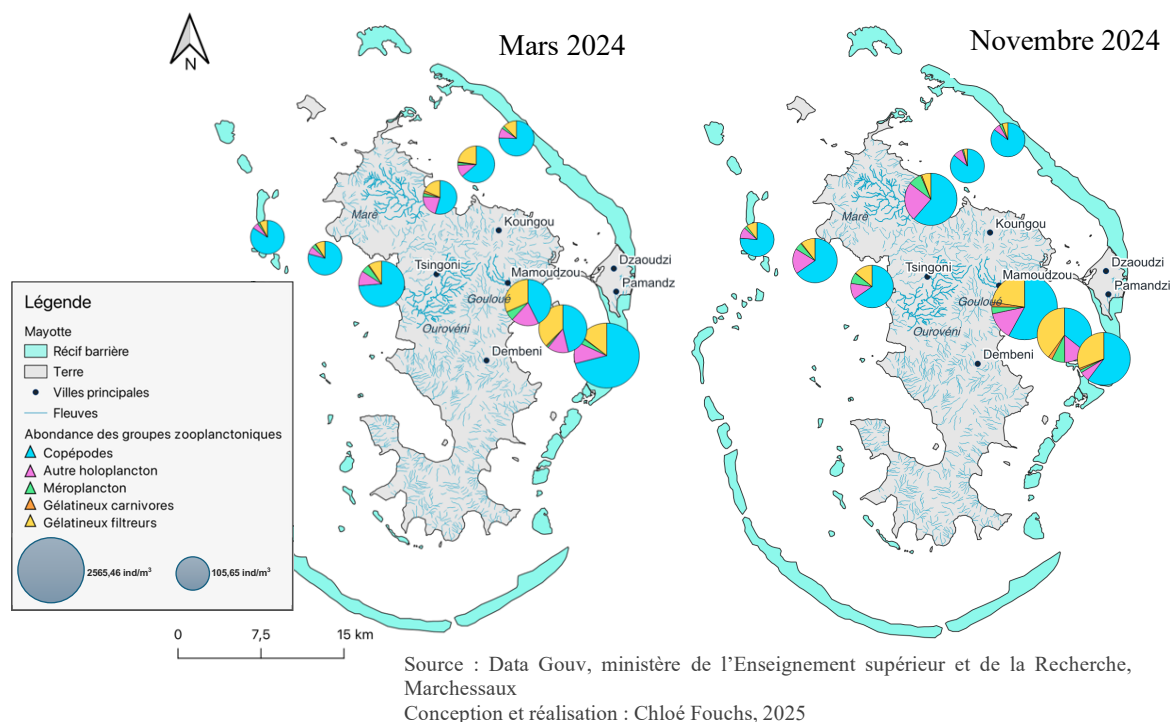 Mars 2024
Novembre 2024
N
Maré
Koungou
Tsingoni
Mamoudzou
Gouloué
Ourovéni
Dembeni
Dzaoudzi
Pamandz
Maré
Koungou
Tsingoni
Mamoudzou
Gouloué
Ourovéni
Dembeni
Dzaoudzi
Pamandzi
Légende
Mayotte
Récif barrière
Terre
Villes principales
Fleuves
Abondance des groupes zooplanctoniques
Copépodes
Autre holoplancton
Méroplancton
Gélatineux carnivores
Gélatineux filtreurs
2565,46 ind/m³
105,65 ind/m³
0 7,5 15 km
Source : Data Gouv, ministère de l'Enseignement supérieur et de la Recherche,
Marchessaux
Conception et réalisation : Chloé Fouchs, 2025